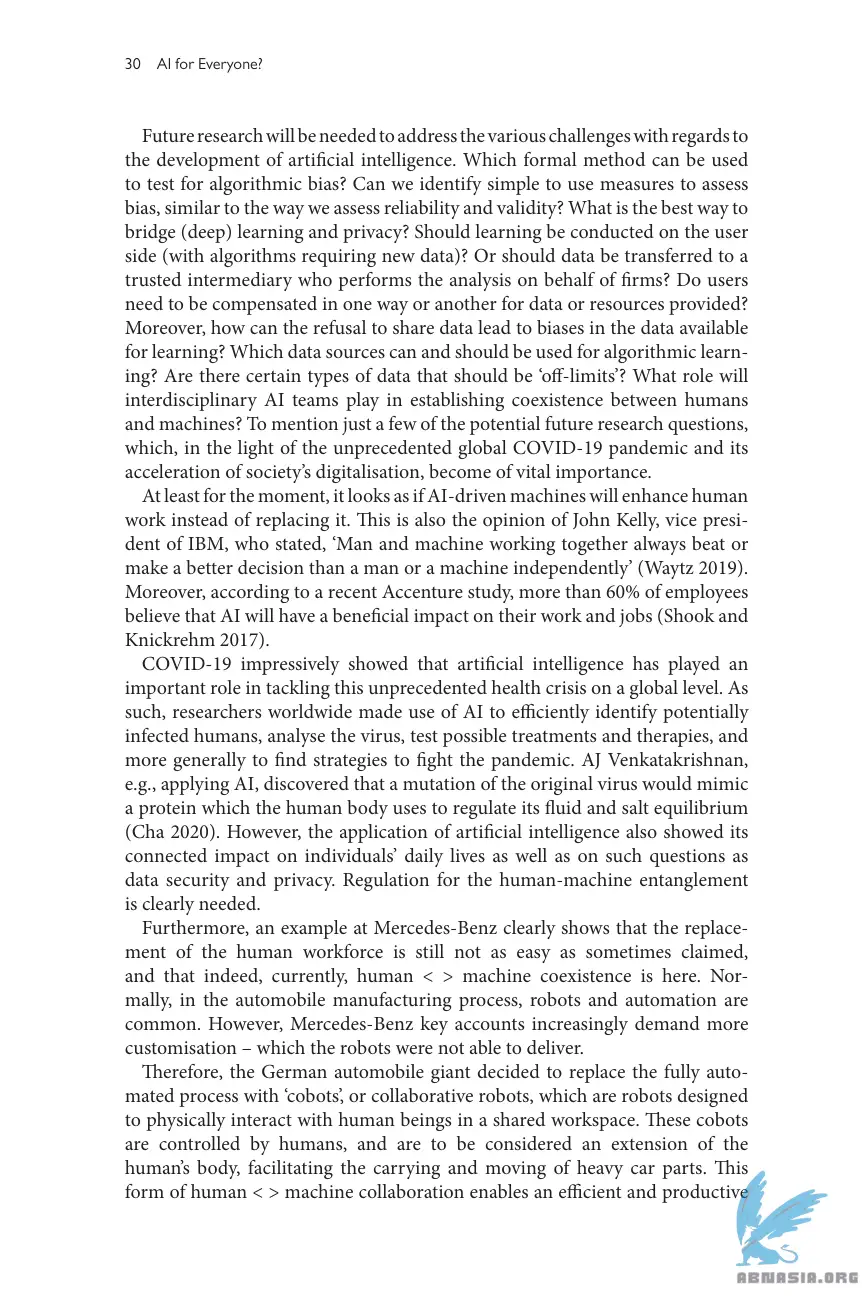 30 AI for Everyone?
Future research will be needed to address the various challenges with regards to
the development of artificial intelligence. Which formal method can be used
to test for algorithmic bias? Can we identify simple to use measures to assess
bias, similar to the way we assess reliability and validity? What is the best way to
bridge (deep) learning and privacy? Should learning be conducted on the user
side (with algorithms requiring new data)? Or should data be transferred to a
trusted intermediary who performs the analysis on behalf of firms? Do users
need to be compensated in one way or another for data or resources provided?
Moreover, how can the refusal to share data lead to biases in the data available
for learning? Which data sources can and should be used for algorithmic learn-
ing? Are there certain types of data that should be ‘off-limits’? What role will
interdisciplinary AI teams play in establishing coexistence between humans
and machines? To mention just a few of the potential future research questions,
which, in the light of the unprecedented global COVID-19 pandemic and its
acceleration of society’s digitalisation, become of vital importance.
At least for the moment, it looks as if AI-driven machines will enhance human
work instead of replacing it. This is also the opinion of John Kelly, vice presi-
dent of IBM, who stated, ‘Man and machine working together always beat or
make a better decision than a man or a machine independently’ (Waytz 2019).
Moreover, according to a recent Accenture study, more than 60% of employees
believe that AI will have a beneficial impact on their work and jobs (Shook and
Knickrehm 2017).
COVID-19 impressively showed that artificial intelligence has played an
important role in tackling this unprecedented health crisis on a global level. As
such, researchers worldwide made use of AI to efficiently identify potentially
infected humans, analyse the virus, test possible treatments and therapies, and
more generally to find strategies to fight the pandemic. AJ Venkatakrishnan,
e.g., applying AI, discovered that a mutation of the original virus would mimic
a protein which the human body uses to regulate its fluid and salt equilibrium
(Cha 2020). However, the application of artificial intelligence also showed its
connected impact on individuals’ daily lives as well as on such questions as
data security and privacy. Regulation for the human-machine entanglement
is clearly needed.
Furthermore, an example at Mercedes-Benz clearly shows that the replace-
ment of the human workforce is still not as easy as sometimes claimed,
and that indeed, currently, human < > machine coexistence is here. Nor-
mally, in the automobile manufacturing process, robots and automation are
common. However, Mercedes-Benz key accounts increasingly demand more
customisation – which the robots were not able to deliver.
Therefore, the German automobile giant decided to replace the fully auto-
mated process with ‘cobots’, or collaborative robots, which are robots designed
to physically interact with human beings in a shared workspace. These cobots
are controlled by humans, and are to be considered an extension of the
human’s body, facilitating the carrying and moving of heavy car parts. This
form of human < > machine collaboration enables an efficient and productive
ABNASIA.ORG